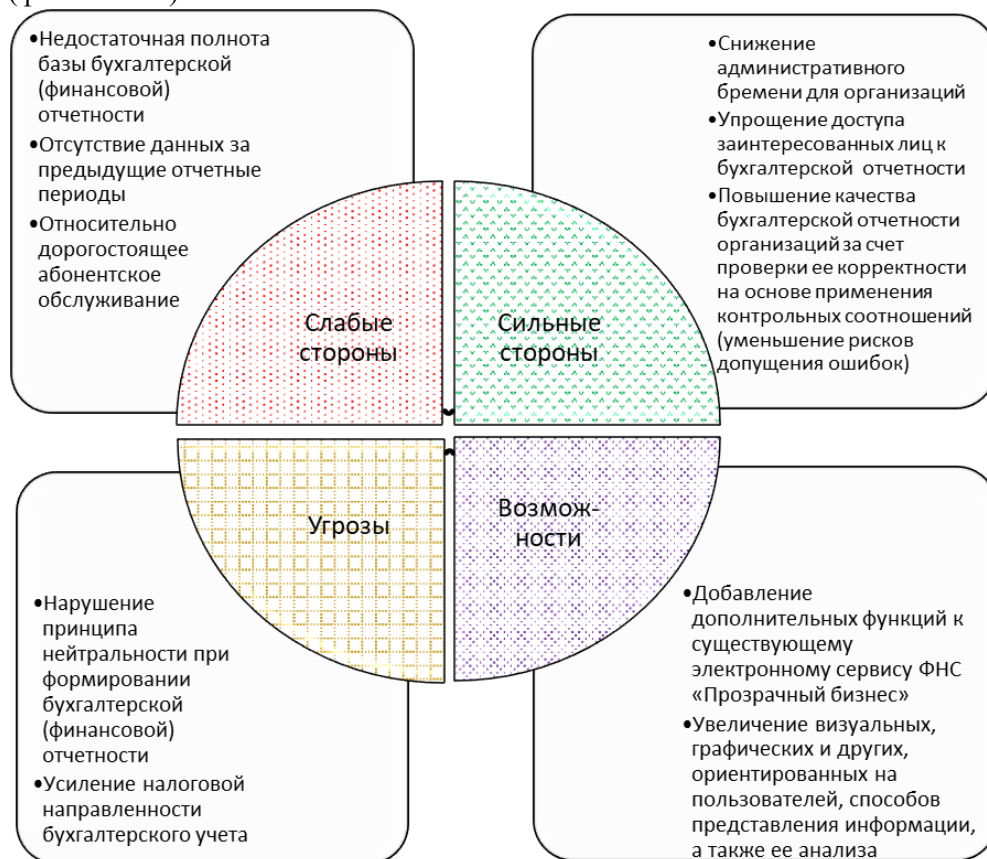 •Недостаточная полнота
базы бухгалтерской
(финансовой)
отчетности
•Отсутствие данных за
предыдущие отчетные
периоды
•Относительно
дорогостоящее
абонентское
обслуживание
•Снижение
административного
бремени для организаций
•Упрощение доступа
заинтересованных лиц к
бухгалтерской отчетности
•Повышение качества
бухгалтерской отчетности
организаций за счет
проверки ее корректности
на основе применения
контрольных соотношений
(уменьшение рисков
допущения ошибок)
Слабые
стороны
Сильные
стороны
Угрозы
Возмож-
ности
•Нарушение
принципа
нейтральности при
формировании
бухгалтерской
(финансовой)
отчетности
•Усиление налоговой
направленности
бухгалтерского учета
•Добавление
дополнительных функций к
существующему
электронному сервису ФНС
«Прозрачный бизнес»
•Увеличение визуальных,
графических и других,
ориентированных на
пользователей, способов
представления информации,
а также ее анализа